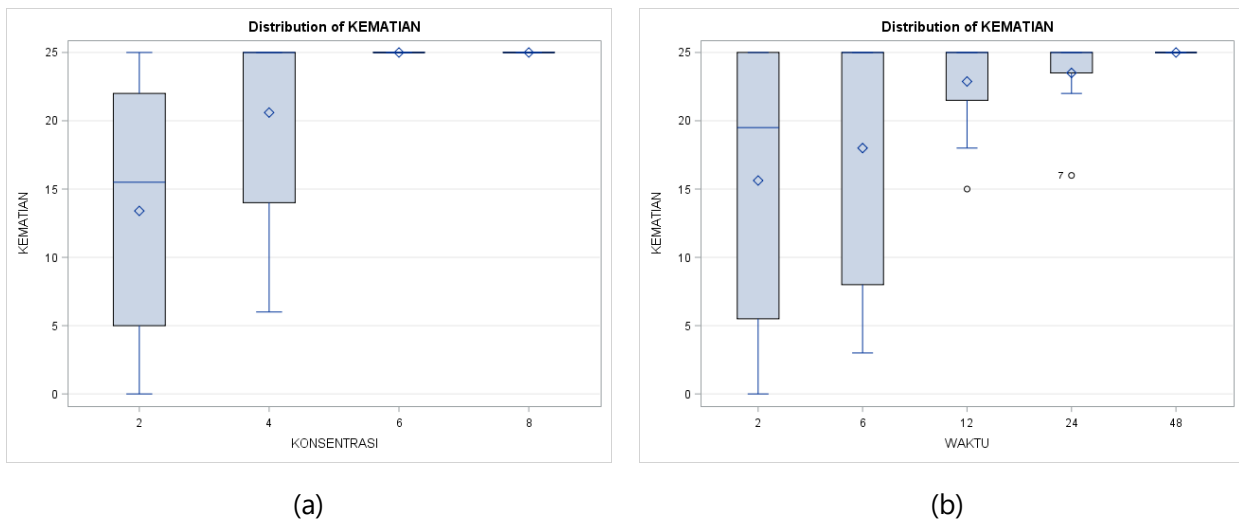 Distribution of KEMATIAN
25
20
15
10
5
0
KEMATIAN
2 4 6 8
KONSENTRASI
(a)
Distribution of KEMATIAN
25
20
15
10
5
0
KEMATIAN
7
2 6 12 24 48
WAKTU
(b)